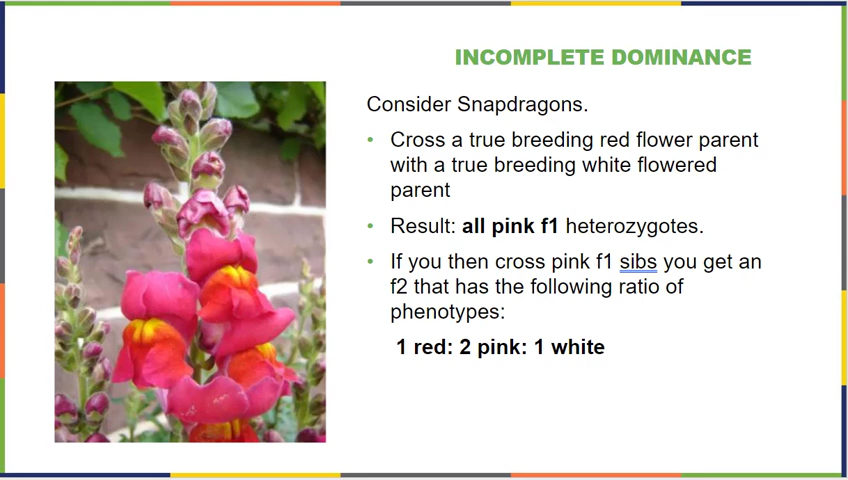 INCOMPLETE DOMINANCE
Consider Snapdragons.
• Cross a true breeding red flower parent
with a true breeding white flowered
parent
• Result: all pink f1 heterozygotes.
• If you then cross pink f1 sibs you get an
f2 that has the following ratio of
phenotypes:
1 red: 2 pink: 1 white